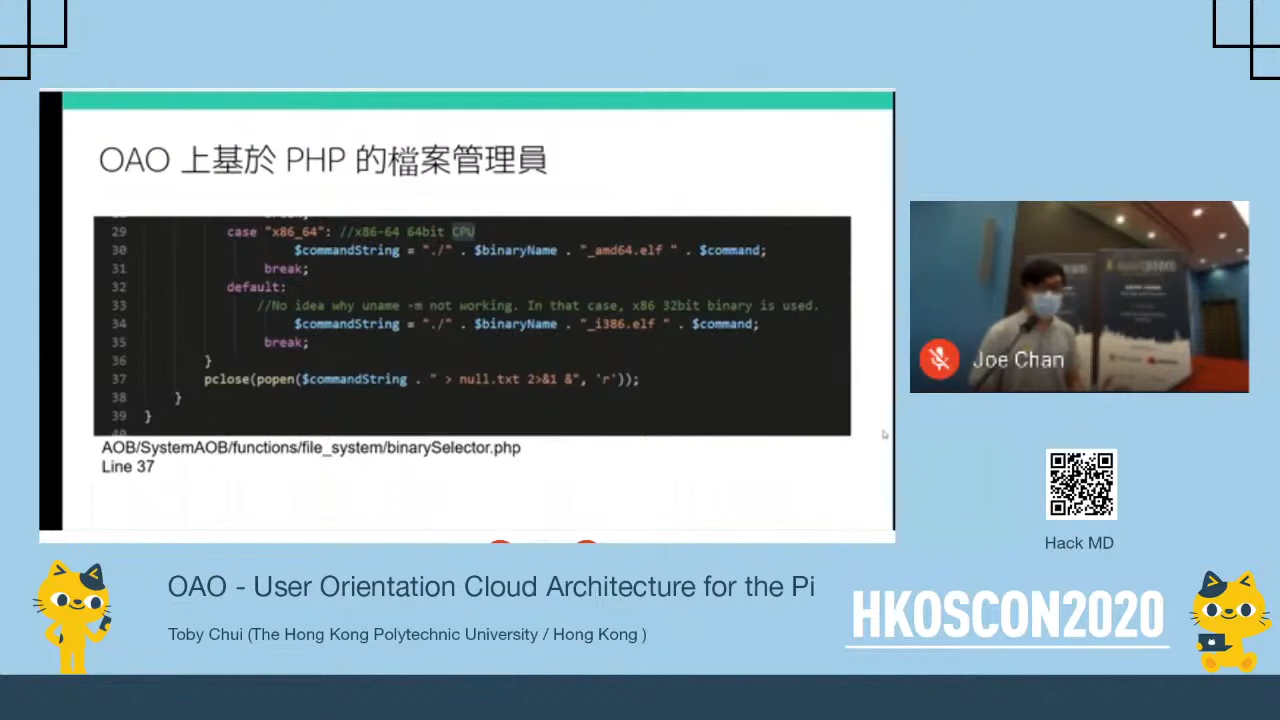 OAO 上基於 PHP 的檔案管理員
29 case "x86_64": //x86-64 64bit CPU
30 $commandString = "./" . $binaryName . "_amd64.elf " . $command;
31 break;
32 default:
33 //No idea why uname -m not working. In that case, x86 32bit binary is used.
34 $commandString = "./" . $binaryName . "_i386.elf " . $command;
35 break;
36 }
37 pclose(popen($commandString . " > null.txt 2>&1 &", 'r'));
38 }
39 }
AOB/SystemAOB/functions/file_system/binarySelector.php
Line 37
Joe Chan
Hack MD
OAO - User Orientation Cloud Architecture for the Pi
Toby Chui (The Hong Kong Polytechnic University / Hong Kong )
HKOSCON2020